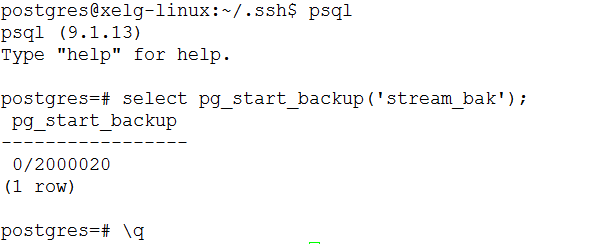 postgres@xelg-linux:~/.ssh$ psql
psql (9.1.13)
Type "help" for help.
postgres=# select pg_start_backup('stream_bak');
pg_start_backup
-----------------
0/2000020
(1 row)
postgres=# \q